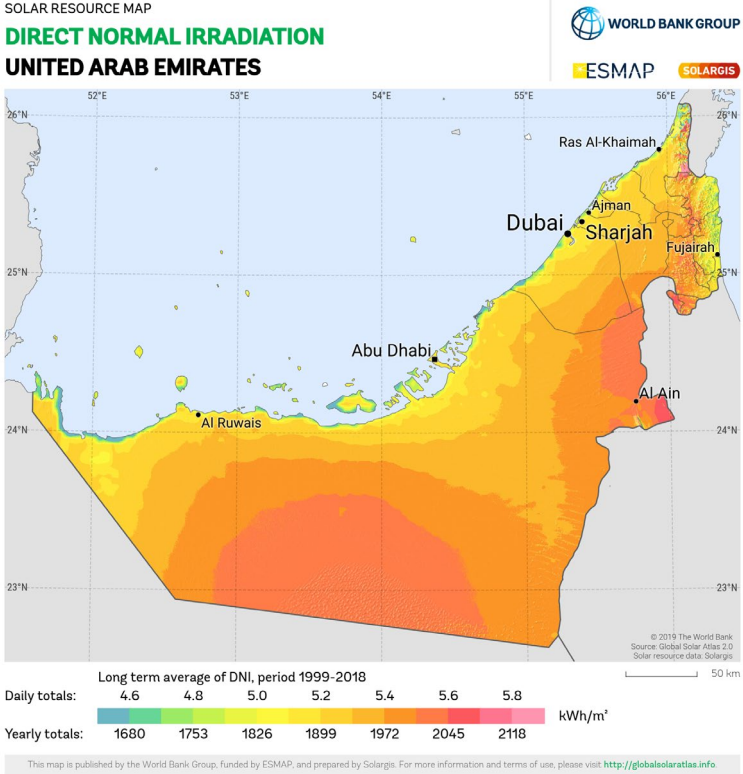 SOLAR RESOURCE MAP
DIRECT NORMAL IRRADIATION
UNITED ARAB EMIRATES
WORLD BANK GROUP
ESMAP
SOLARGIS
52°E 53°E 54°E 55°E 56°E
26°N 26°N
Ras Al-Khaimah
Ajman
Dubai
Sharjah
Fujairah
25°N 25°N
Abu Dhabi
Al Ain
Al Ruwais
24°N 24°N
23°N 23°N
© 2019 The World Bank
Source: Global Solar Atlas 2.0
Solar resource data: Solargis
50 km
Long term average of DNI, period 1999-2018
Daily totals: 4.6 4.8 5.0 5.2 5.4 5.6 5.8
kWh/m²
Yearly totals: 1680 1753 1826 1899 1972 2045 2118
This map is published by the World Bank Group, funded by ESMAP, and prepared by Solargis. For more information and terms of use, please visit http://globalsolaratlas.info.